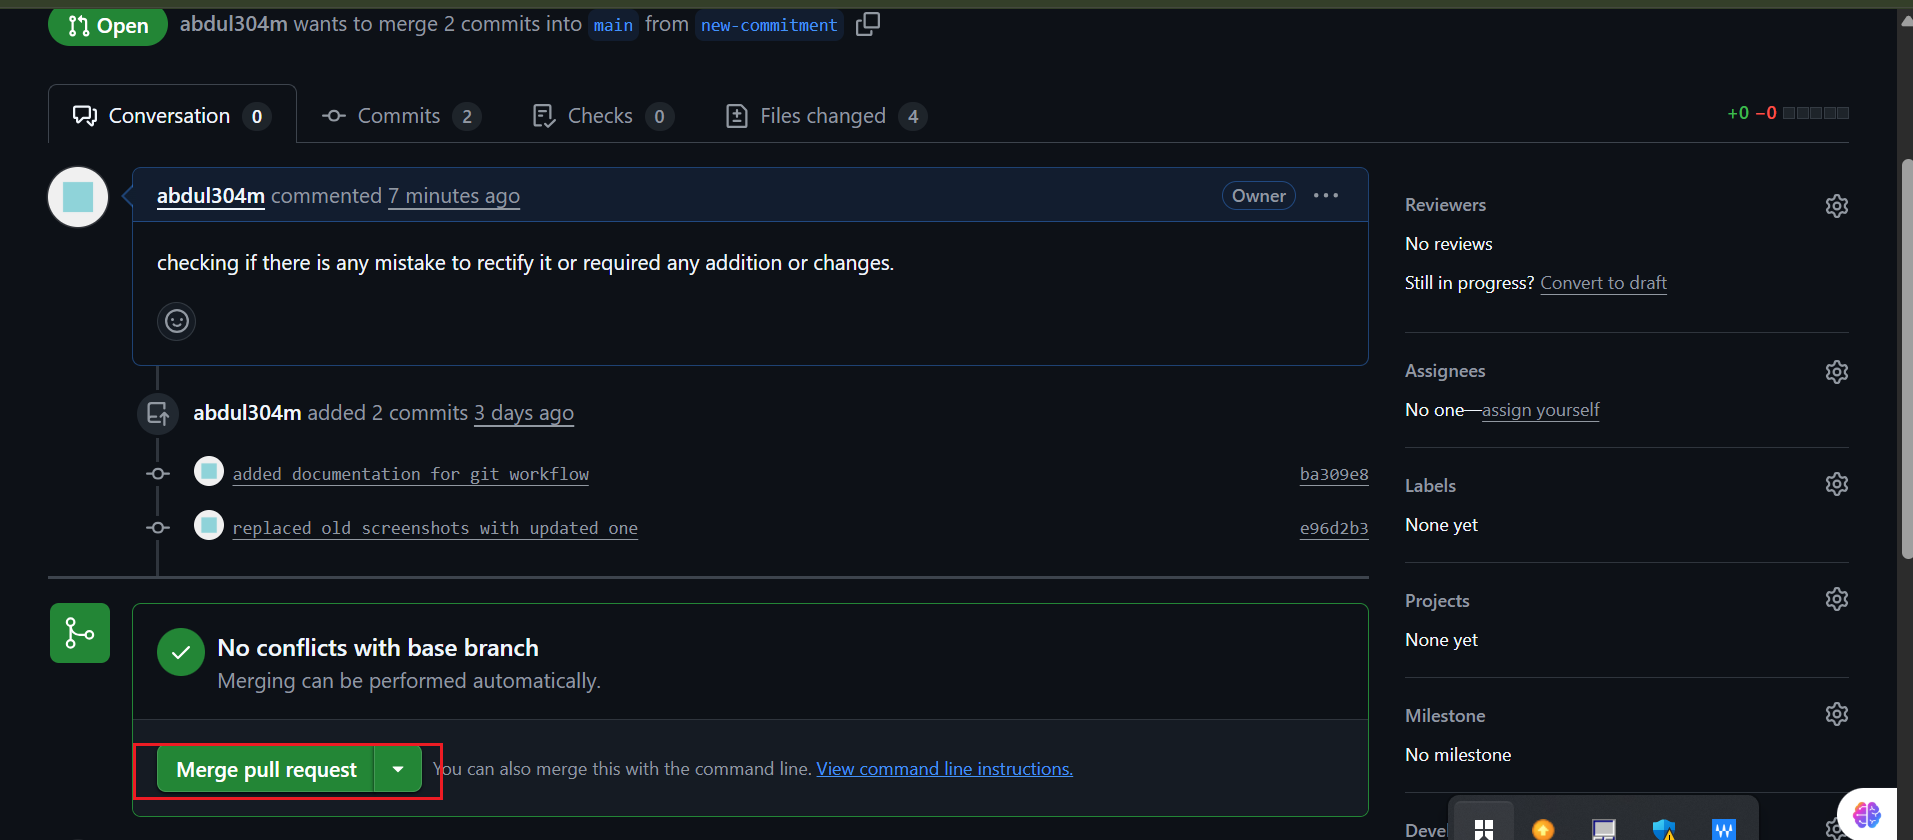 Open abdul304m wants to merge 2 commits into main from new-commitment
Conversation 0 Commits 2 Checks 0 Files changed 4 +0 −0
abdul304m commented 7 minutes ago Owner
checking if there is any mistake to rectify it or required any addition or changes.
abdul304m added 2 commits 3 days ago
added documentation for git workflow ba309e8
replaced old screenshots with updated one e96d2b3
No conflicts with base branch
Merging can be performed automatically.
Merge pull request You can also merge this with the command line. View command line instructions.
Reviewers
No reviews
Still in progress? Convert to draft
Assignees
No one—assign yourself
Labels
None yet
Projects
None yet
Milestone
No milestone
Devel